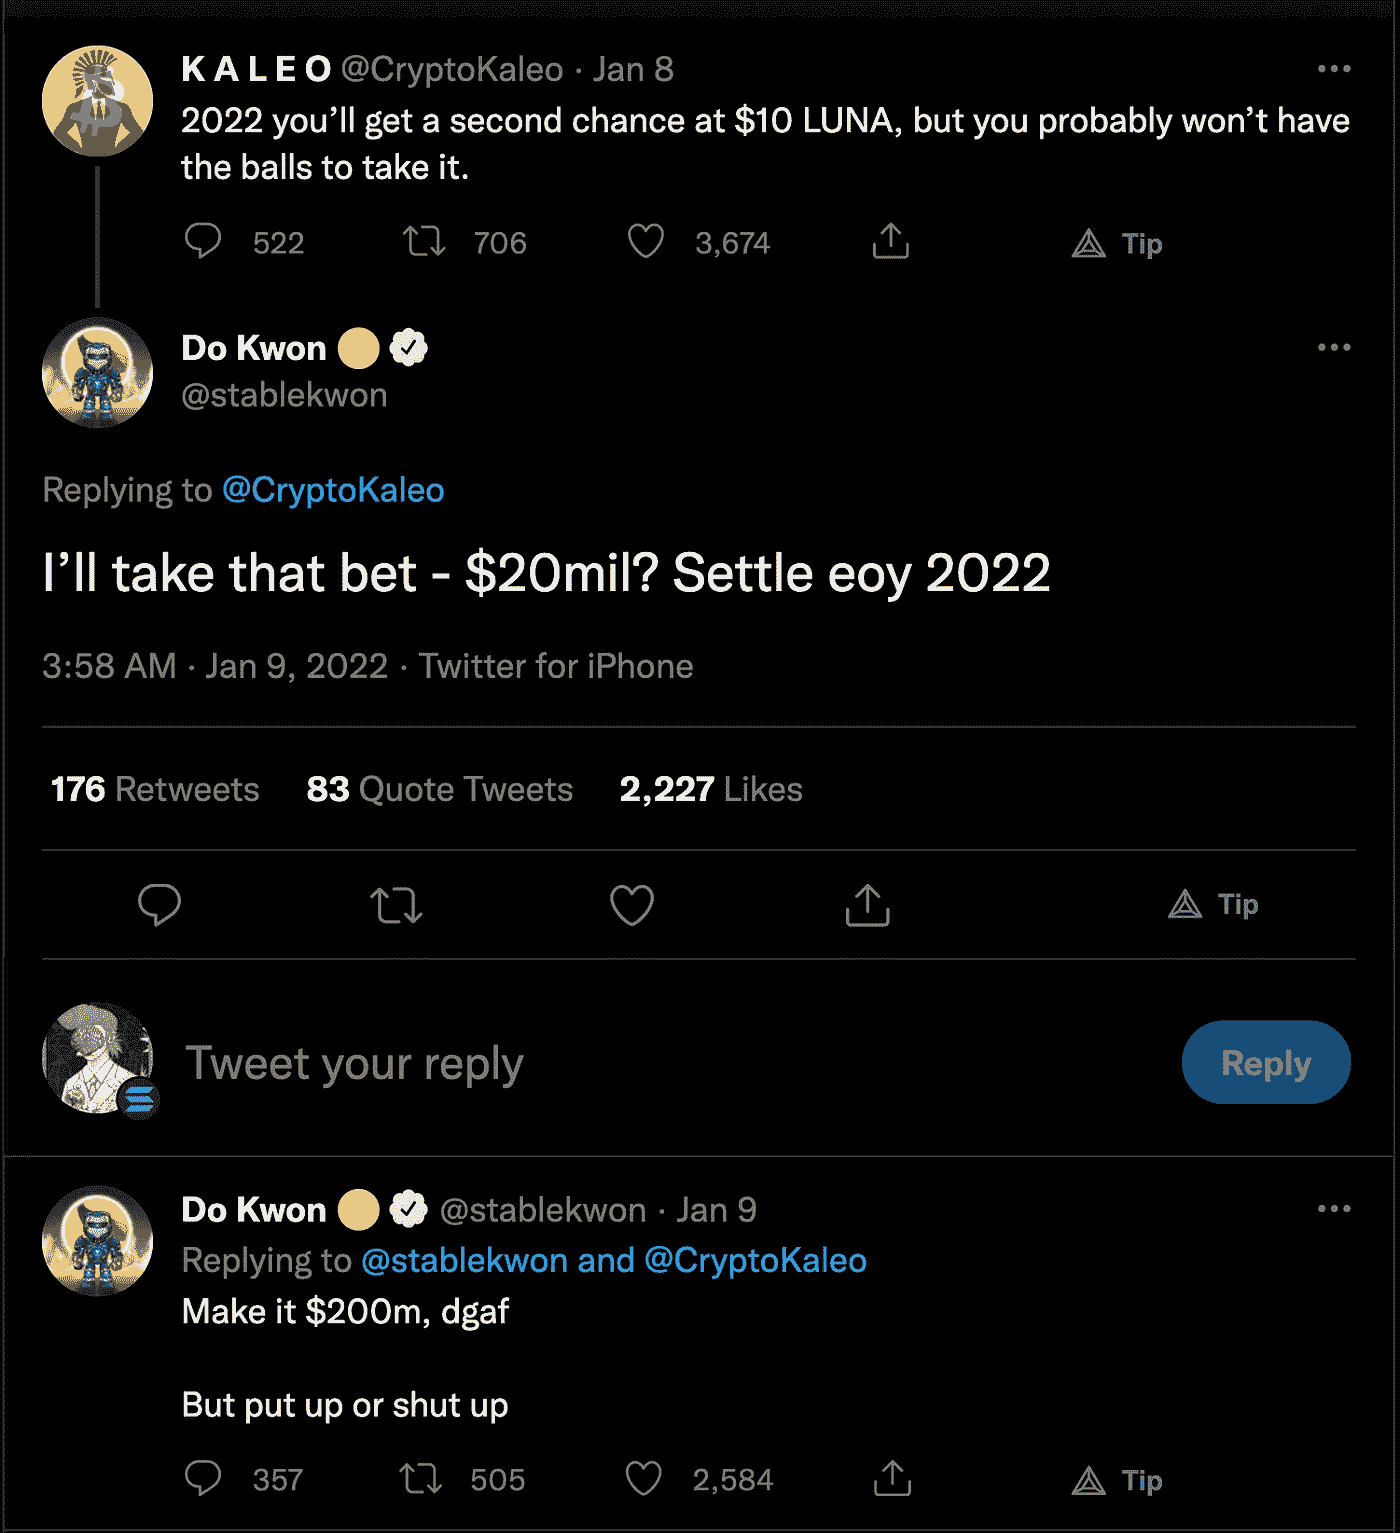 K A L E O @CryptoKaleo · Jan 8
2022 you’ll get a second chance at $10 LUNA, but you probably won’t have
the balls to take it.
522 706 3,674 Tip
Do Kwon
@stablekwon
Replying to @CryptoKaleo
I’ll take that bet - $20mil? Settle eoy 2022
3:58 AM · Jan 9, 2022 · Twitter for iPhone
176 Retweets 83 Quote Tweets 2,227 Likes
Tip
Tweet your reply
Reply
Do Kwon @stablekwon · Jan 9
Replying to @stablekwon and @CryptoKaleo
Make it $200m, dgaf
But put up or shut up
357 505 2,584 Tip